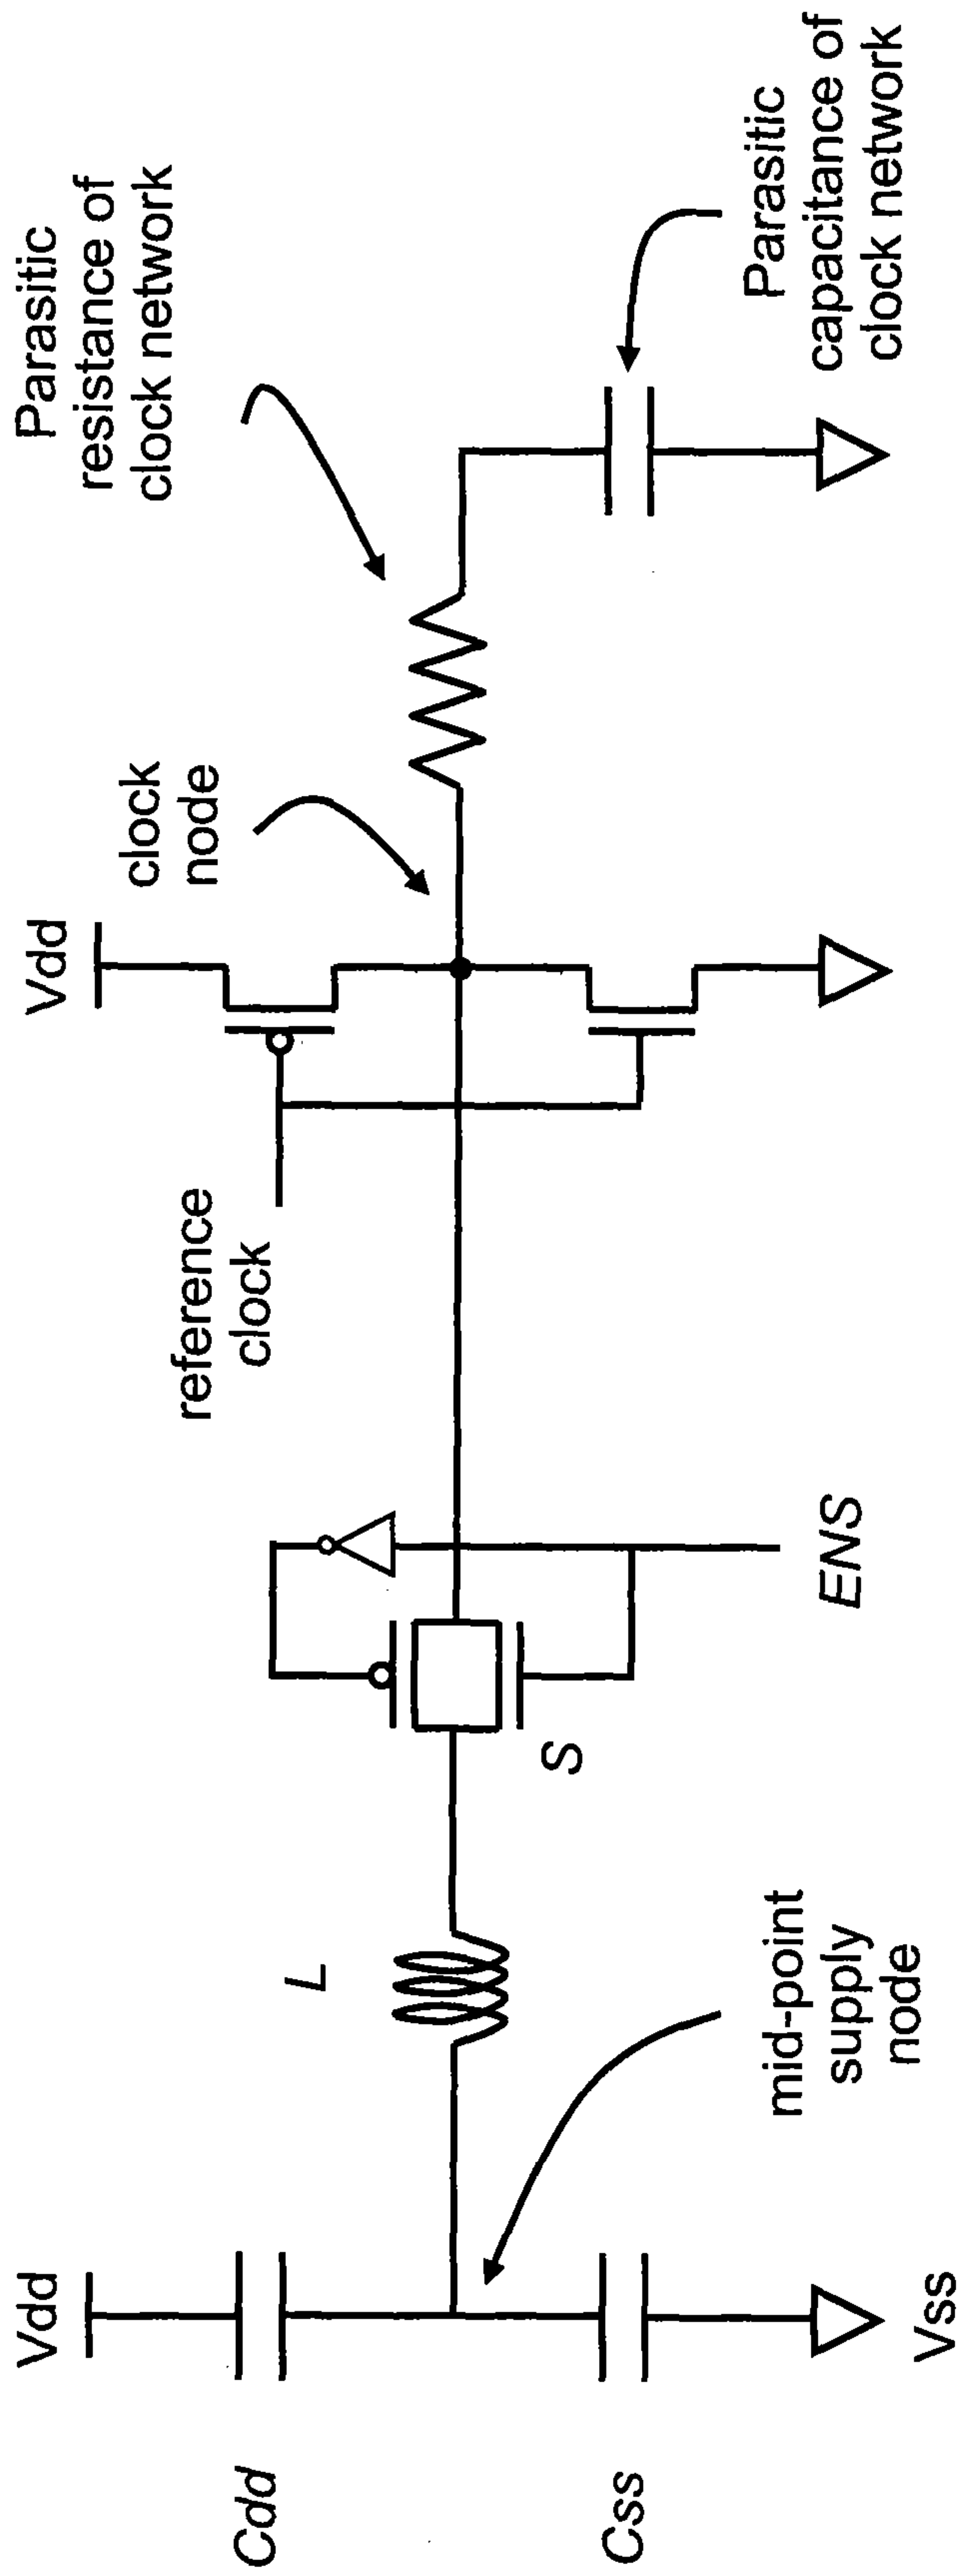 Vdd
Cdd
Css
Vss
mid-point
supply
node
L
S
ENS
reference
clock
Vdd
clock
node
Parasitic
resistance of
clock network
Parasitic
capacitance of
clock network